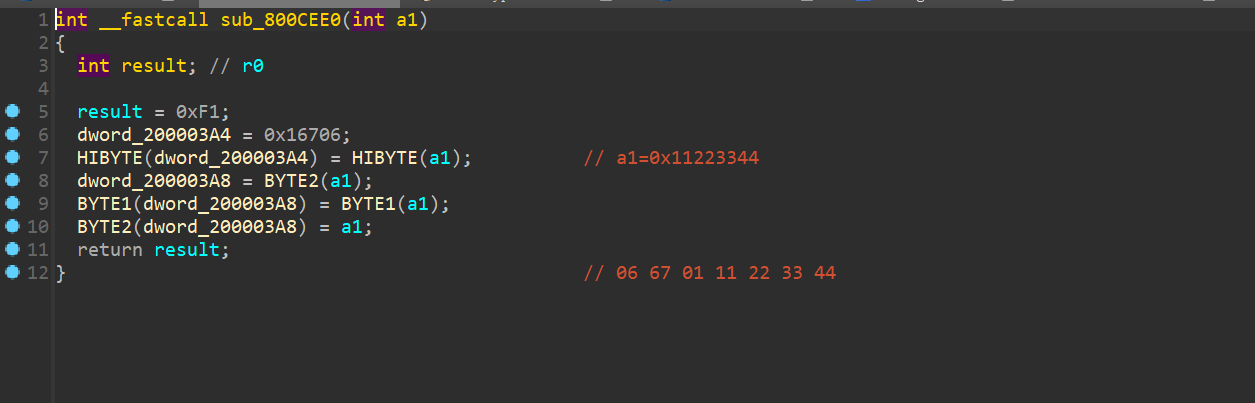 1 int __fastcall sub_800CEE0(int a1)
2 {
3 int result; // r0
4
5 result = 0xF1;
6 dword_200003A4 = 0x16706;
7 HIBYTE(dword_200003A4) = HIBYTE(a1); // a1=0x11223344
8 dword_200003A8 = BYTE2(a1);
9 BYTE1(dword_200003A8) = BYTE1(a1);
10 BYTE2(dword_200003A8) = a1;
11 return result;
12 } // 06 67 01 11 22 33 44